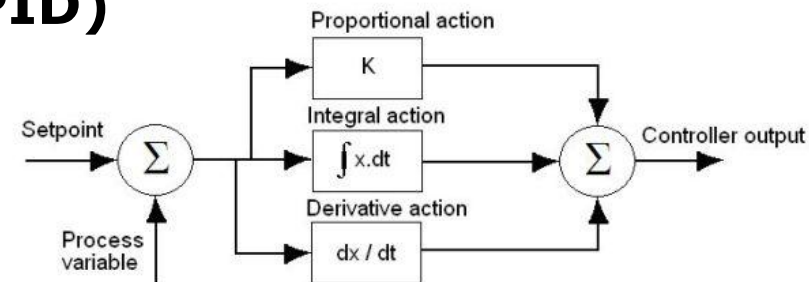 PID)
Proportional action
K
Integral action
Setpoint
Σ
∫ x.dt
Σ
Controller output
Derivative action
Process
variable
dx / dt